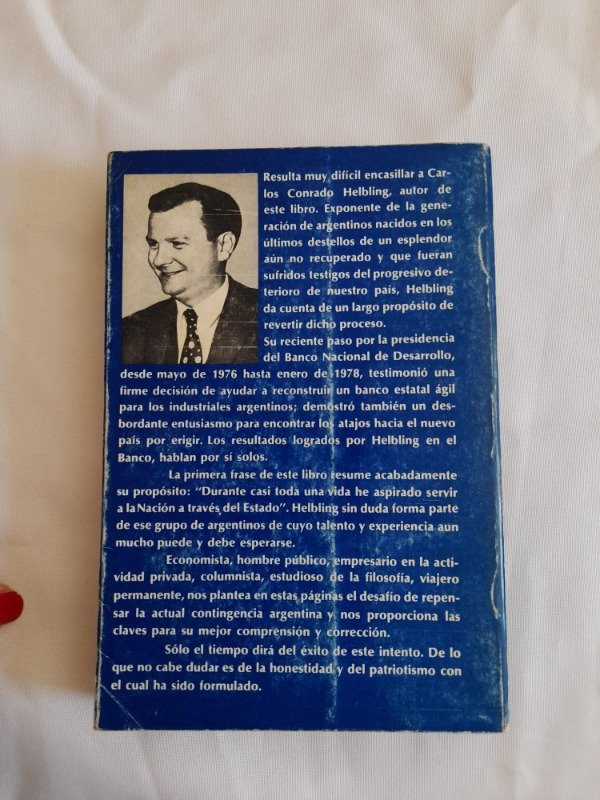 Resulta muy difícil encasillar a Car-
los Conrado Helbling, autor de
este libro. Exponente de la gene-
ración de argentinos nacidos en los
últimos destellos de un esplendor
aún no recuperado y que fueran
sufridos testigos del progresivo de-
terioro de nuestro país, Helbling
da cuenta de un largo propósito de
revertir dicho proceso.
Su reciente paso por la presidencia
del Banco Nacional de Desarrollo,
desde mayo de 1976 hasta enero de 1978, testimonió una
firme decisión de ayudar a reconstruir un banco estatal ágil
para los industriales argentinos; demostró también un des-
bordante entusiasmo para encontrar los atajos hacia el nuevo
país por erigir. Los resultados logrados por Helbling en el
Banco, hablan por sí solos.
La primera frase de este libro resume acabadamente
su propósito: "Durante casi toda una vida he aspirado servir
a la Nación a través del Estado". Helbling sin duda forma parte
de ese grupo de argentinos de cuyo talento y experiencia aun
mucho puede y debe esperarse.
Economista, hombre público, empresario en la acti-
vidad privada, columnista, estudioso de la filosofía, viajero
permanente, nos plantea en estas páginas el desafío de repen-
sar la actual contingencia argentina y nos proporciona las
claves para su mejor comprensión y corrección.
Sólo el tiempo dirá del éxito de este intento. De lo
que no cabe dudar es de la honestidad y del patriotismo con
el cual ha sido formulado.